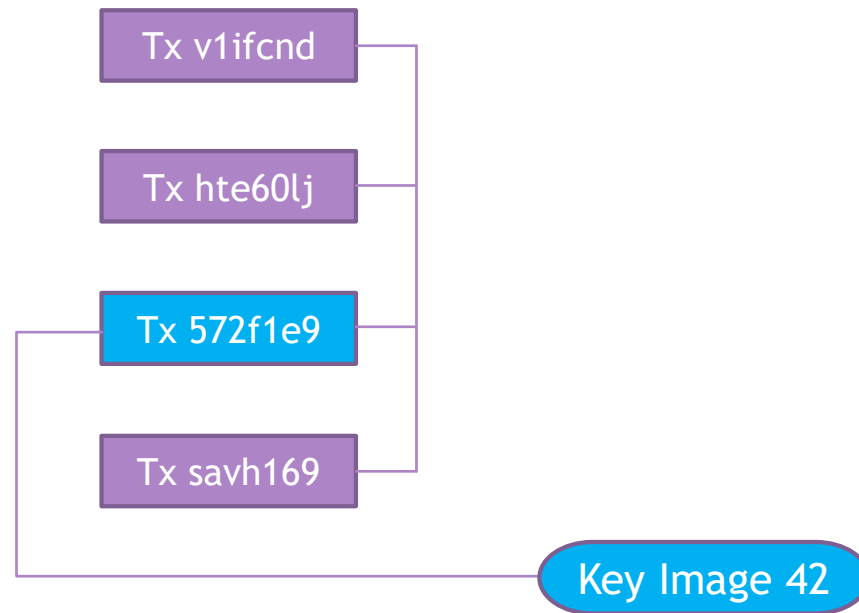 Tx v1ifcnd
Tx hte60lj
Tx 572f1e9
Tx savh169
Key Image 42